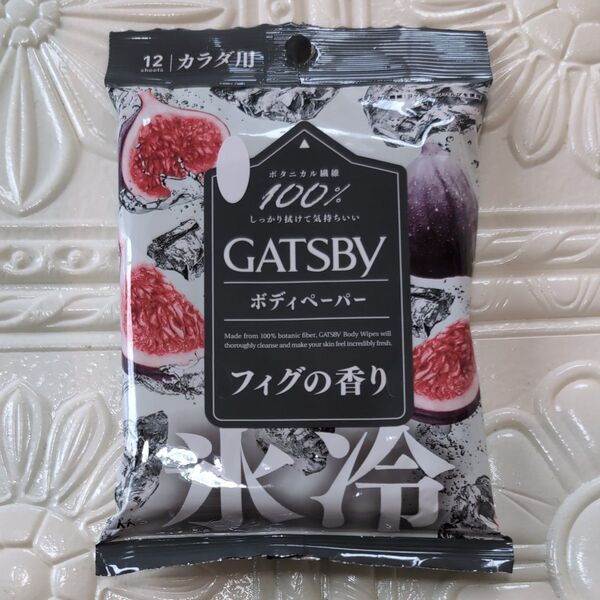 12 sheets カラダ用
ボタニカル繊維
100%
しっかり拭けて気持ちいい
GATSBY
ボディペーパー
Made from 100% botanic fiber, GATSBY Body Wipes will
thoroughly cleanse and make your skin feel incredibly fresh.
フィグの香り
氷冷